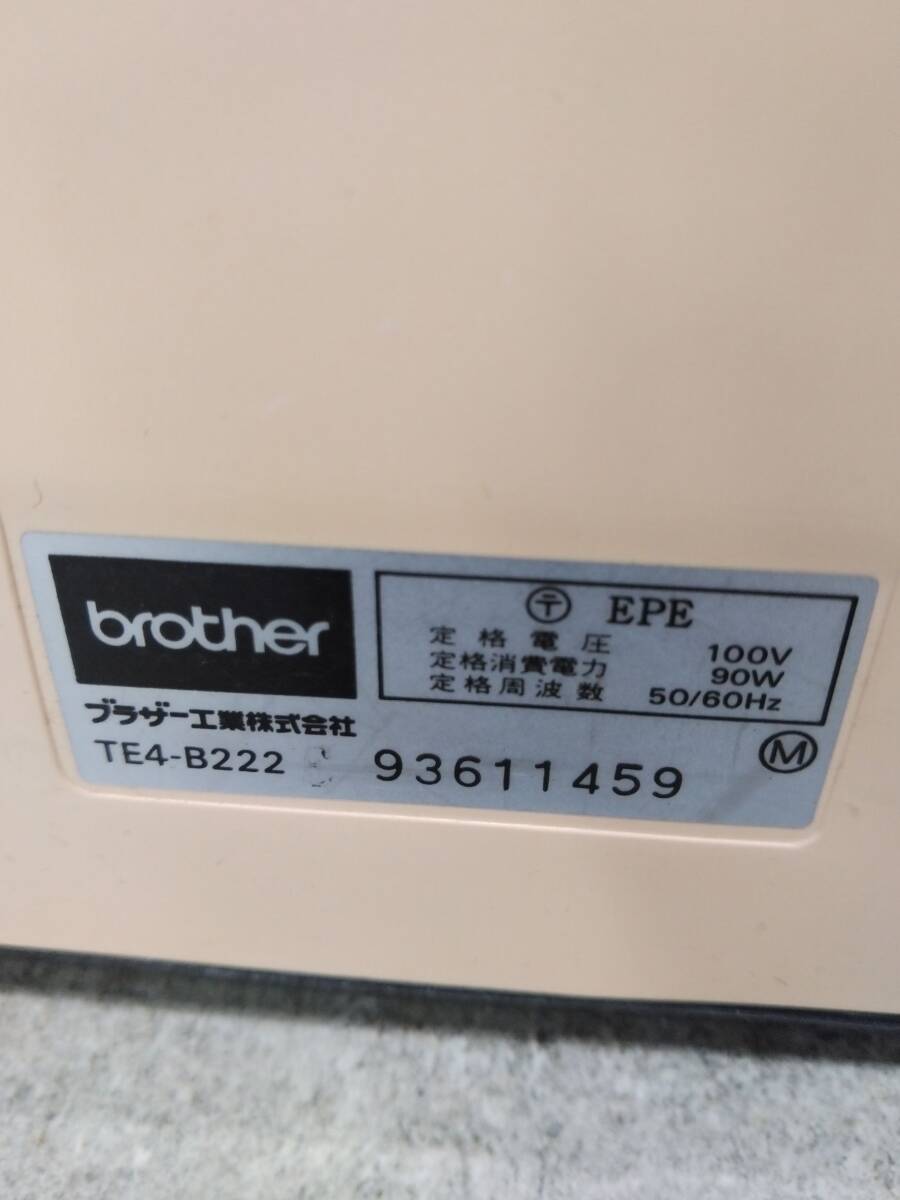 brother
ブラザー工業株式会社
〒 EPE
定格電圧 100V
定格消費電力 90W
定格周波数 50/60Hz
TE4-B222 93611459 M